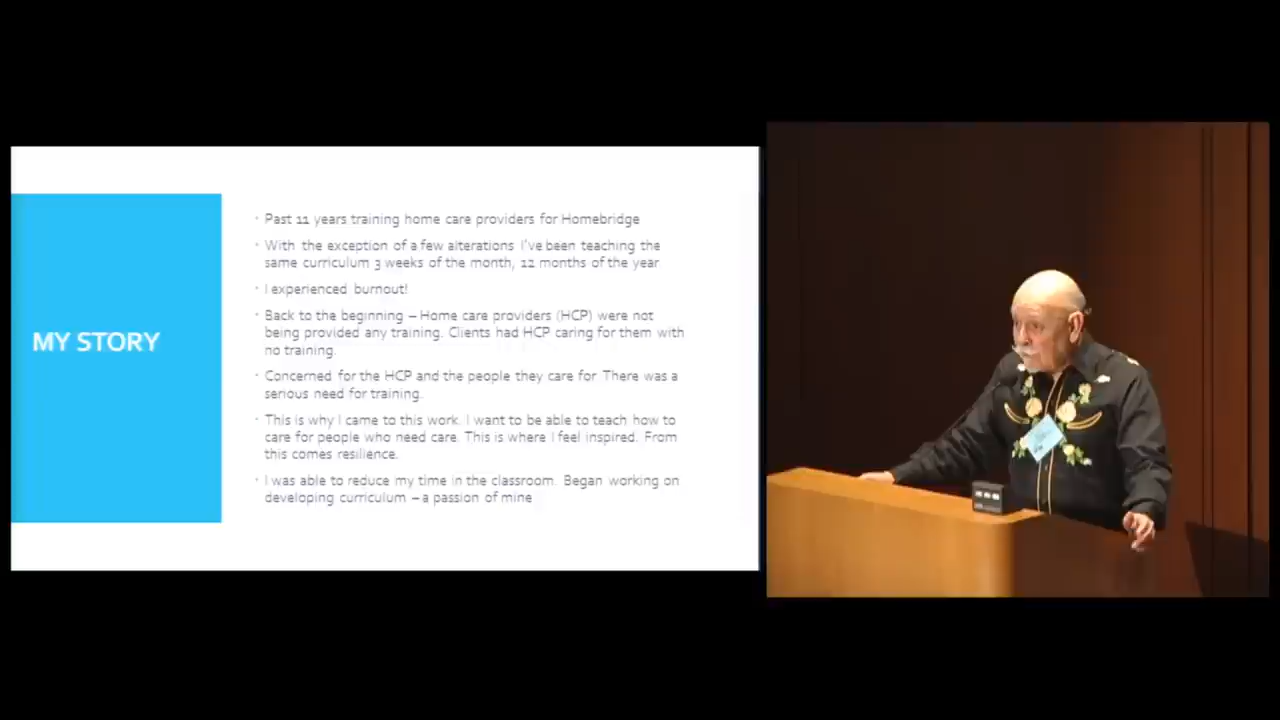 MY STORY
Past 11 years training home care providers for Homebridge
With the exception of a few alterations I've been teaching the
same curriculum 3 weeks of the month, 12 months of the year
I experienced burnout!
Back to the beginning – Home care providers (HCP) were not
being provided any training. Clients had HCP caring for them with
no training.
Concerned for the HCP and the people they care for. There was a
serious need for training.
This is why I came to this work. I want to be able to teach how to
care for people who need care. This is where I feel inspired. From
this comes resilience.
I was able to reduce my time in the classroom. Began working on
developing curriculum – a passion of mine